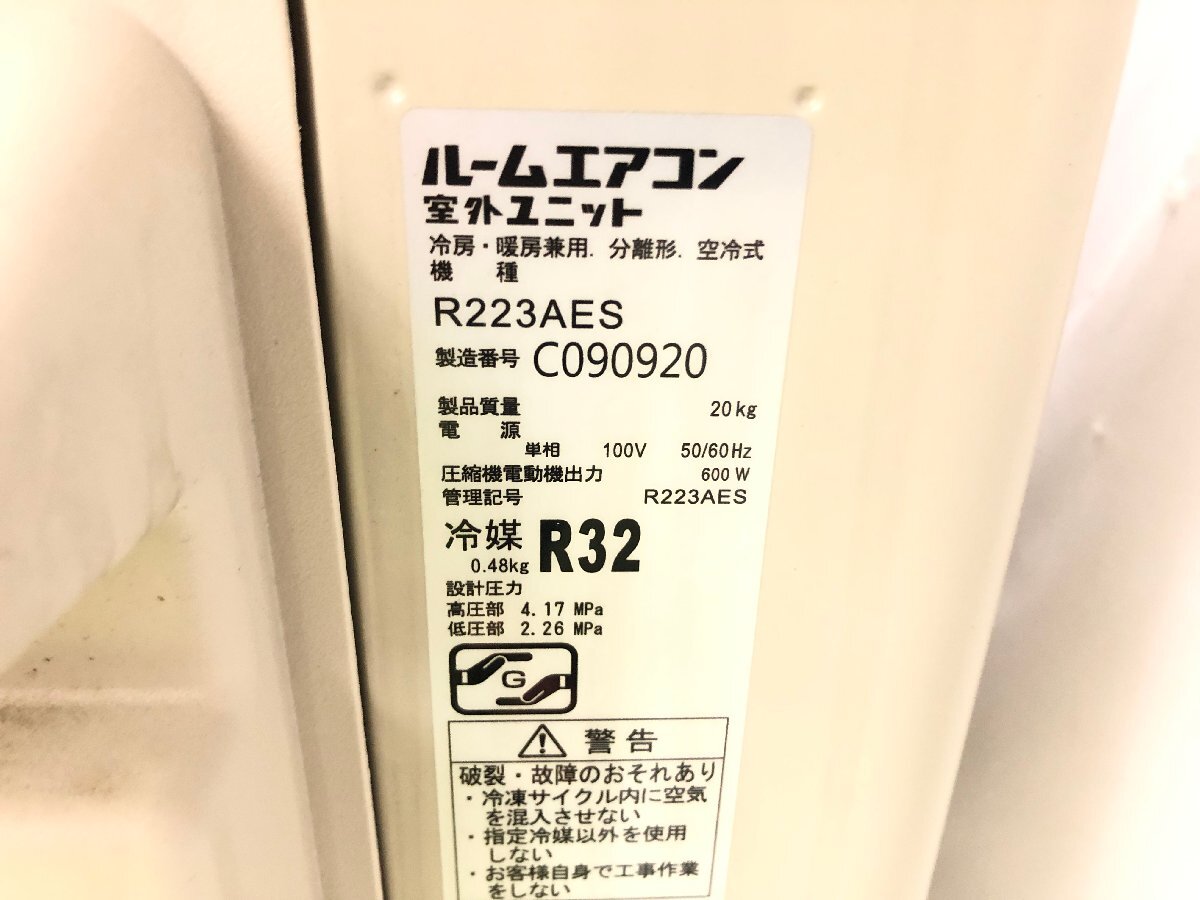 ルームエアコン
室外ユニット
冷房・暖房兼用. 分離形. 空冷式
機 種
R223AES
製造番号 C090920
製品質量 20kg
電 源
単相 100V 50/60Hz
圧縮機電動機出力 600 W
管理記号 R223AES
冷媒 R32
0.48kg
設計圧力
高圧部 4.17 MPa
低圧部 2.26 MPa
G
警告
破裂・故障のおそれあり
・冷凍サイクル内に空気
を混入させない
・指定冷媒以外を使用
しない
・お客様自身で工事作業
をしない